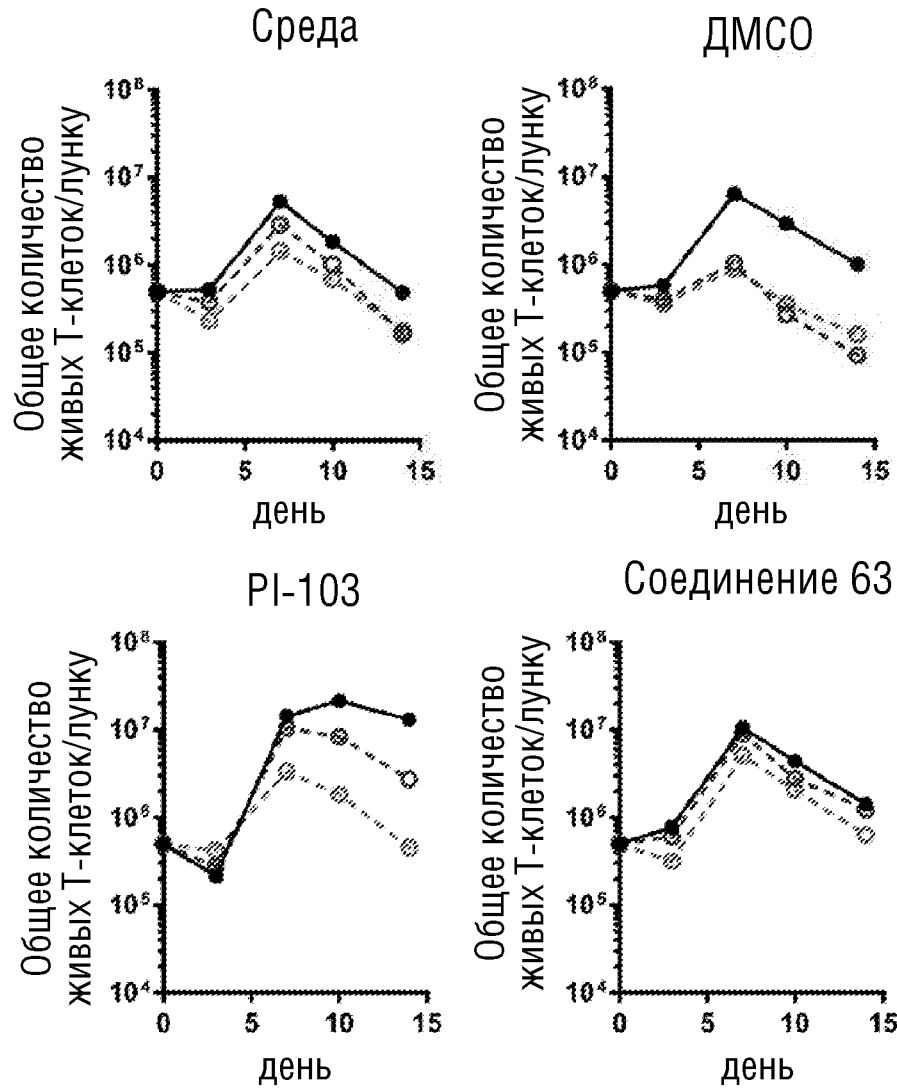 Среда
ДМСО
Общее количество
живых Т-клеток/лунку
10⁸
10⁷
10⁶
10⁵
10⁴
0 5 10 15
день
Общее количество
живых Т-клеток/лунку
10⁸
10⁷
10⁶
10⁵
10⁴
0 5 10 15
день
PI-103
Соединение 63
Общее количество
живых Т-клеток/лунку
10⁸
10⁷
10⁶
10⁵
10⁴
0 5 10 15
день
Общее количество
живых Т-клеток/лунку
10⁸
10⁷
10⁶
10⁵
10⁴
0 5 10 15
день